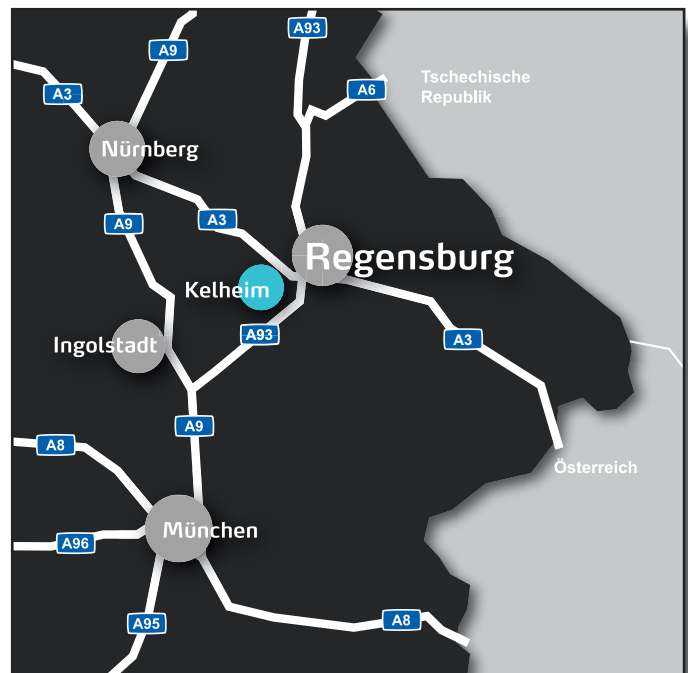 A93
A9
Tschechische
Republik
A6
A3
Nürnberg
A3
A9
Regensburg
Kelheim
A93
A3
Ingolstadt
A9
A8
Österreich
München
A96
A95
A8